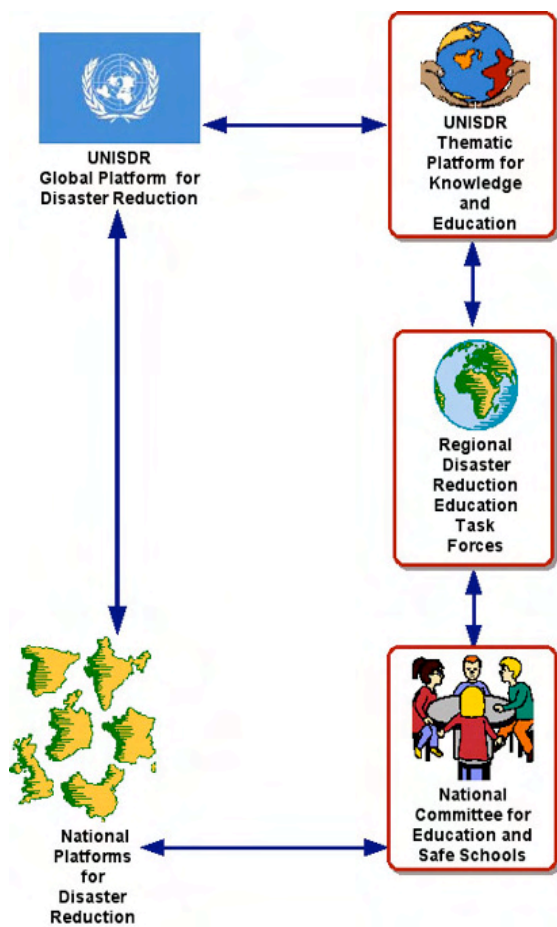 UNISDR
Global Platform for
Disaster Reduction
UNISDR
Thematic
Platform for
Knowledge
and
Education
Regional
Disaster
Reduction
Education
Task
Forces
National
Platforms
for
Disaster
Reduction
National
Committee for
Education and
Safe Schools